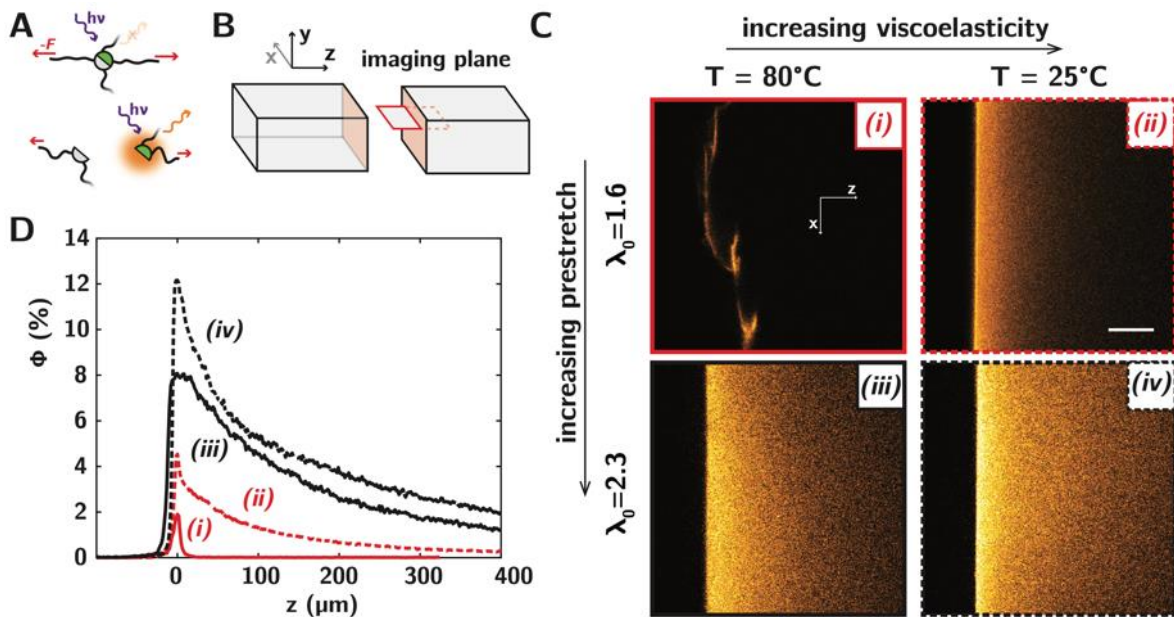 A
hν
-F
hν
B
y
x
z
imaging plane
C
increasing viscoelasticity
T = 80°C
T = 25°C
increasing prestretch
λ₀=1.6
λ₀=2.3
(i)
z
x
(ii)
(iii)
(iv)
D
Φ (%)
14
12
10
8
6
4
2
0
(iv)
(iii)
(ii)
(i)
0
100
200
300
400
z (μm)